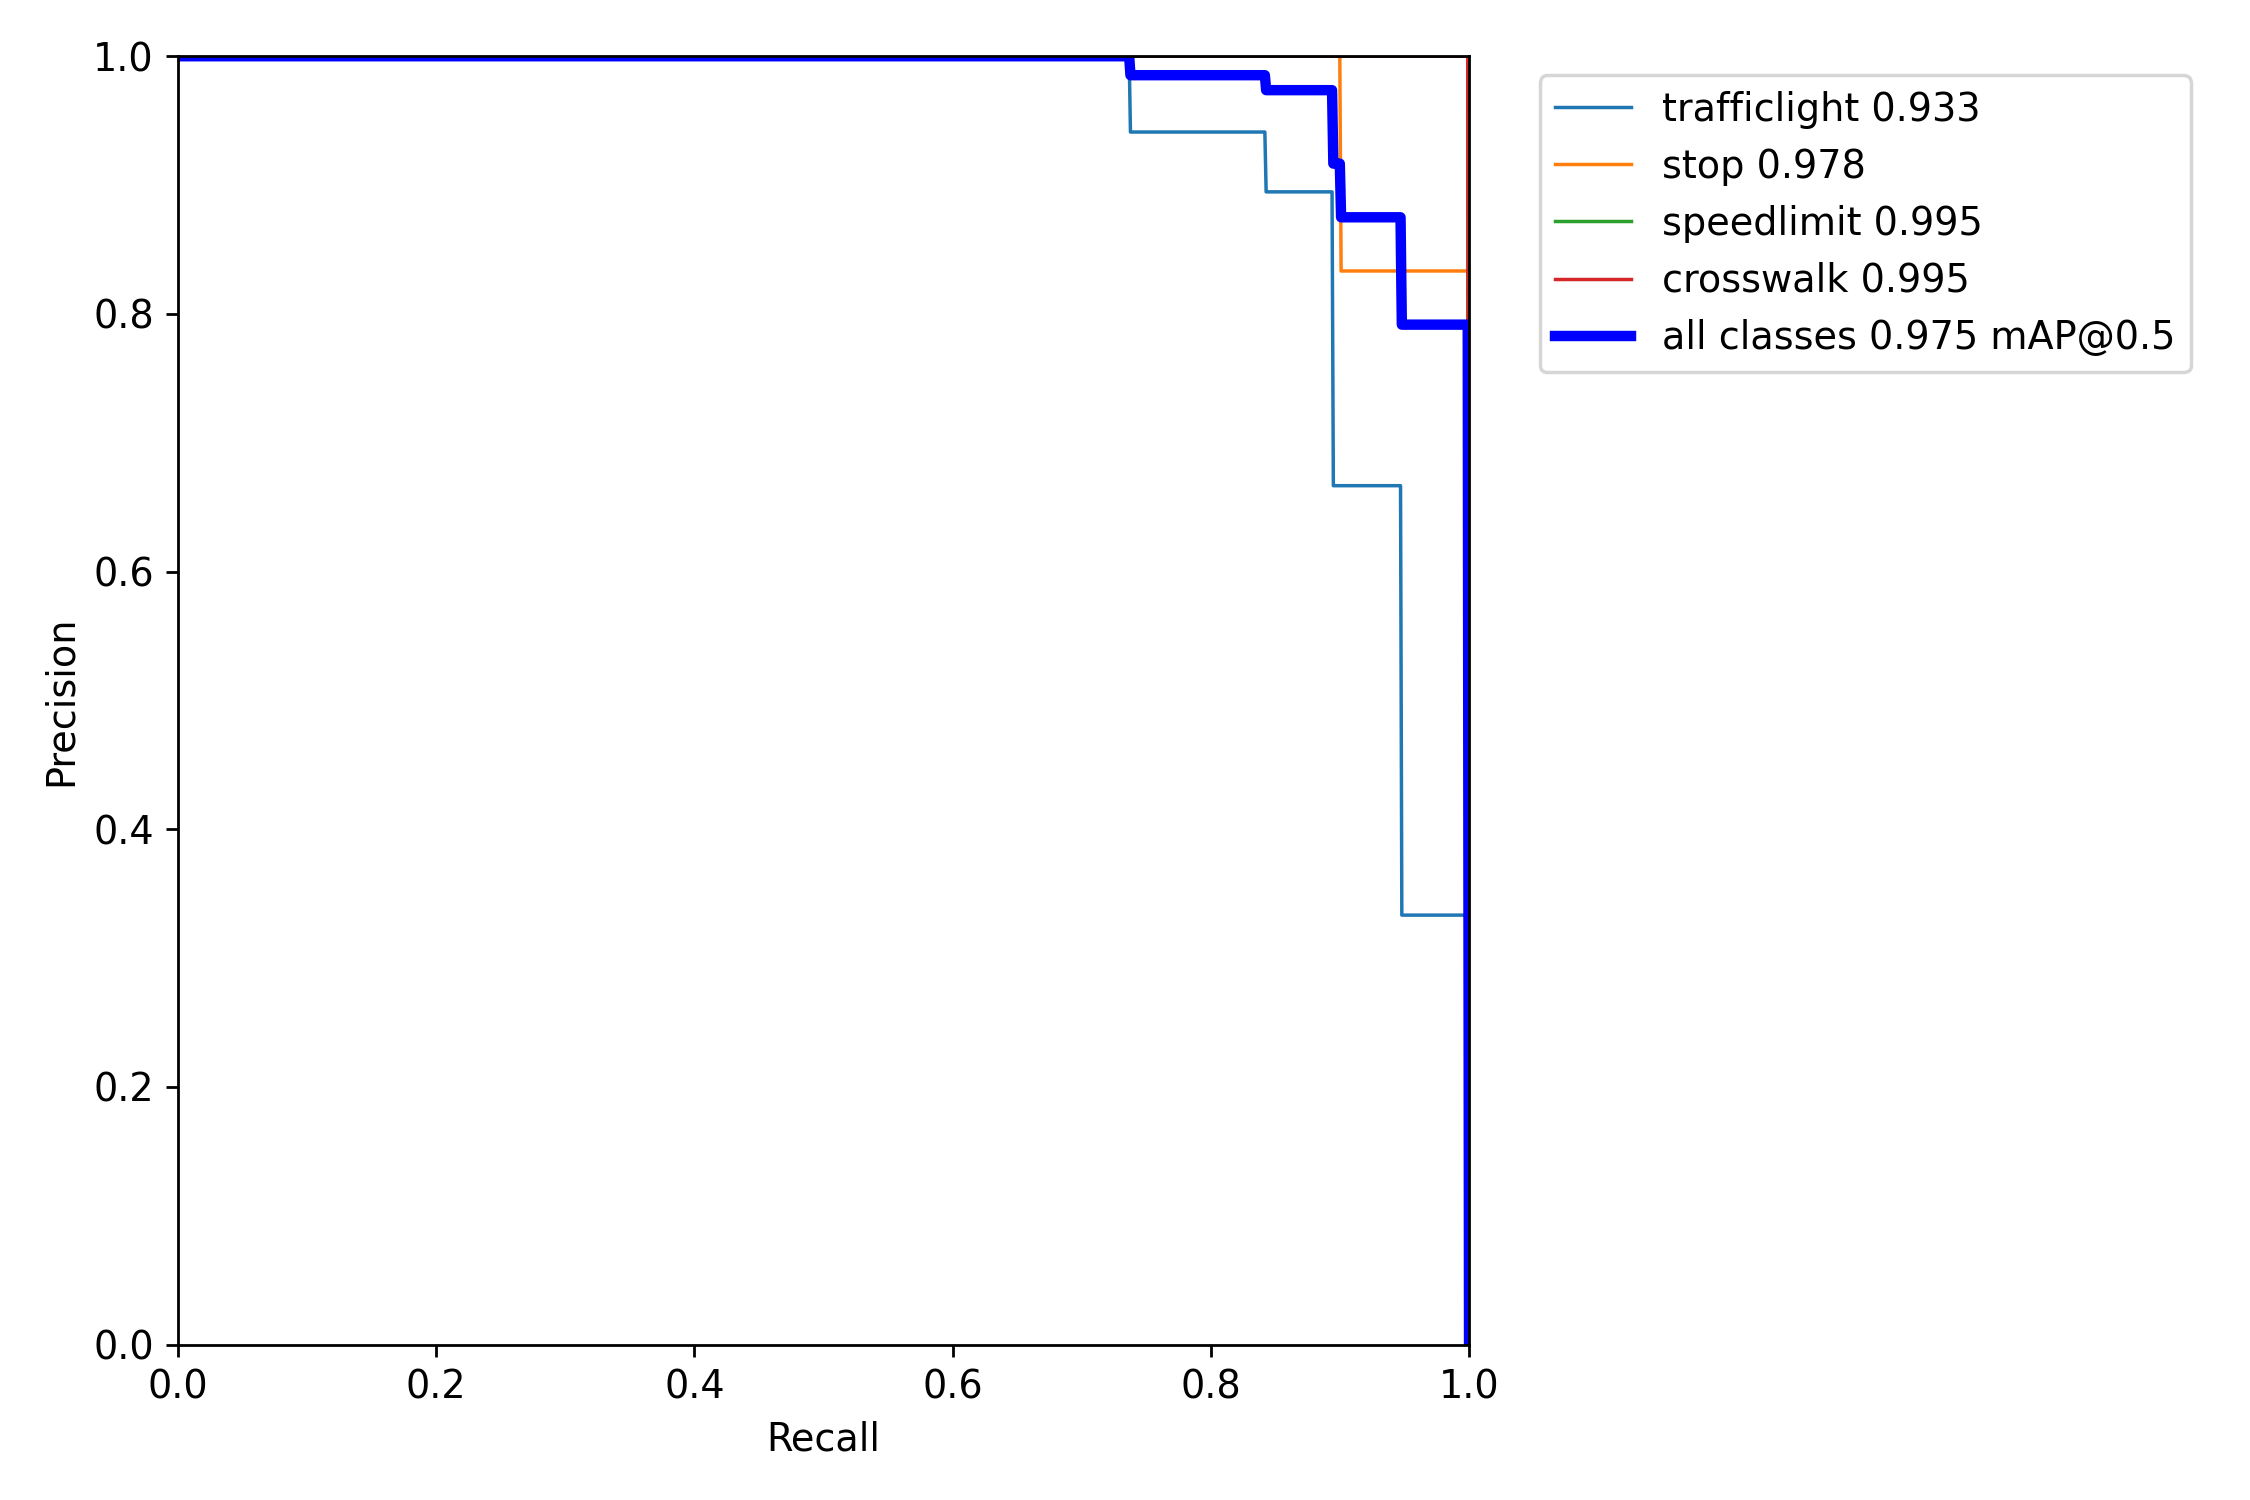 1.0
0.8
0.6
0.4
0.2
0.0
Precision
0.0 0.2 0.4 0.6 0.8 1.0
Recall
trafficlight 0.933
stop 0.978
speedlimit 0.995
crosswalk 0.995
all classes 0.975 mAP@0.5